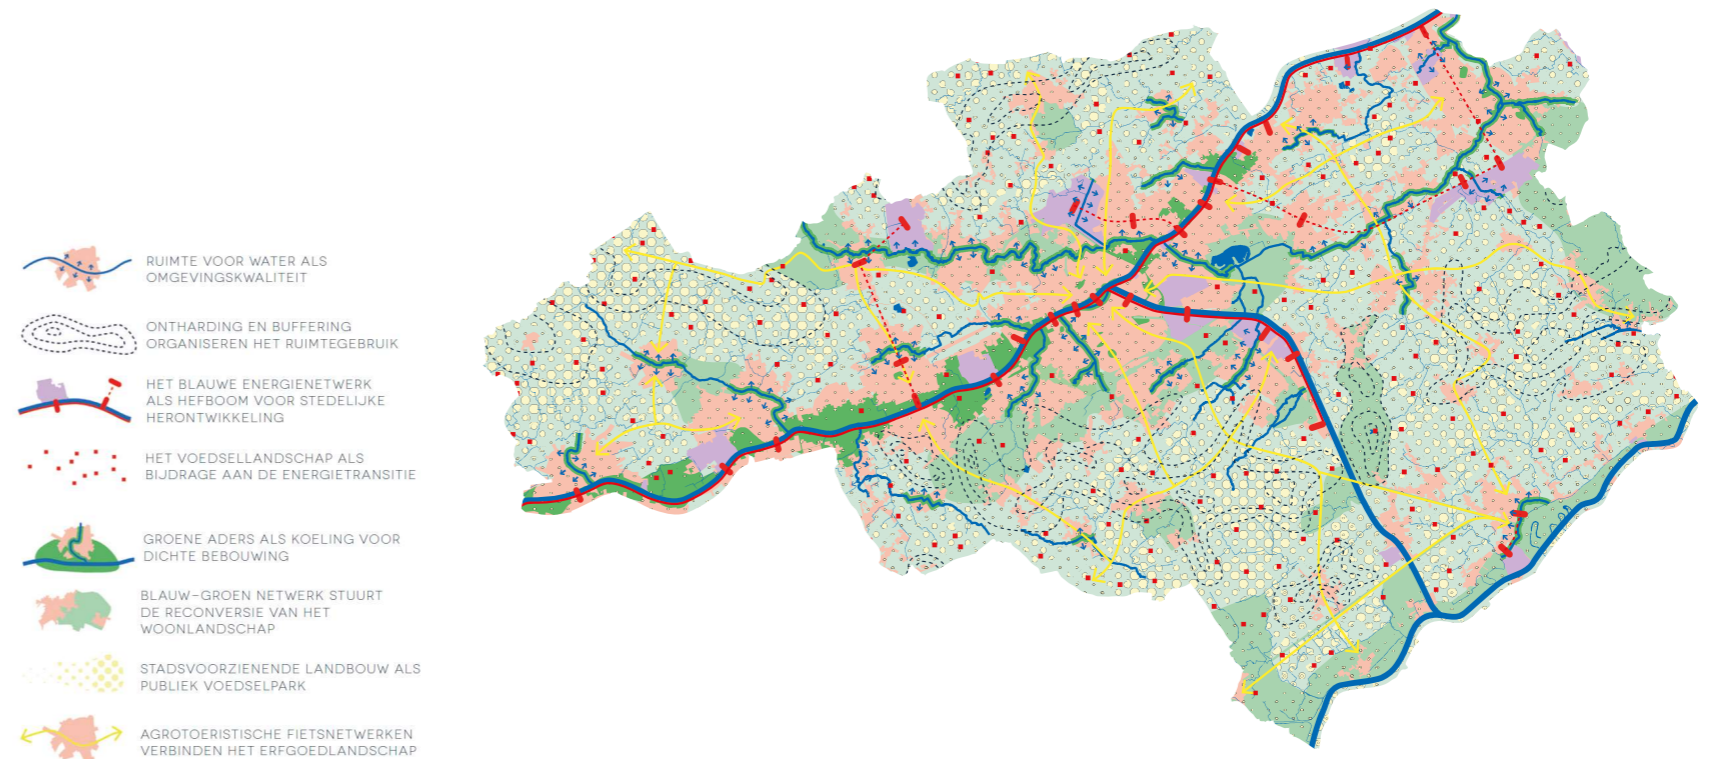 RUIMTE VOOR WATER ALS
OMGEVINGSKWALITEIT
ONTHARDING EN BUFFERING
ORGANISEREN HET RUIMTEGEBRUIK
HET BLAUWE ENERGIENETWERK
ALS HEFBOOM VOOR STEDELIJKE
HERONTWIKKELING
HET VOEDSELLANDSCHAP ALS
BIJDRAGE AAN DE ENERGIETRANSITIE
GROENE ADERS ALS KOELING VOOR
DICHTE BEBOUWING
BLAUW-GROEN NETWERK STUURT
DE RECONVERSIE VAN HET
WOONLANDSCHAP
STADSVOORZIENENDE LANDBOUW ALS
PUBLIEK VOEDSELPARK
AGROTOERISTISCHE FIETSNETWERKEN
VERBINDEN HET ERFGOEDLANDSCHAP